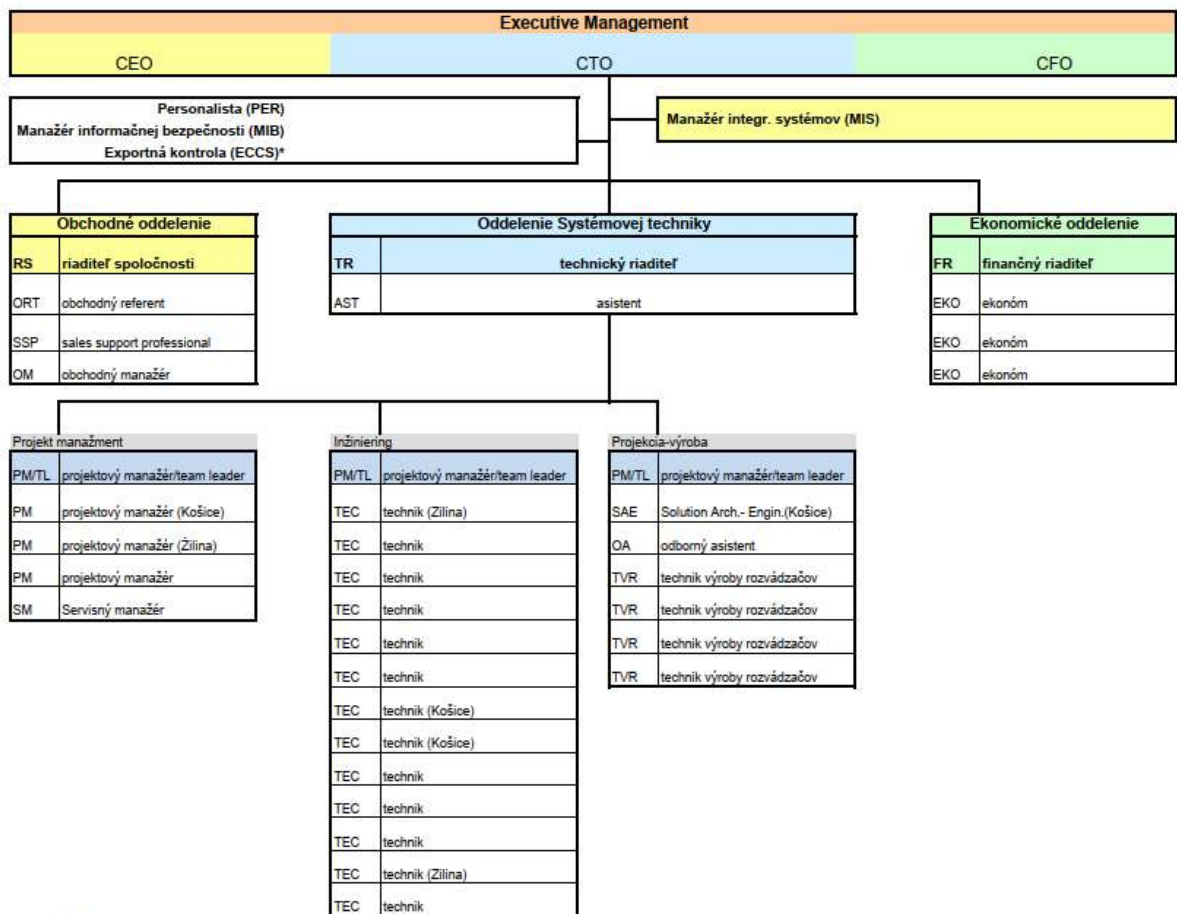 Executive Management
CEO CTO CFO
Personalista (PER)
Manažér informačnej bezpečnosti (MIB)
Exportná kontrola (ECCS)*
Manažér integr. systémov (MIS)
Obchodné oddelenie
RS riaditeľ spoločnosti
ORT obchodný referent
SSP sales support professional
OM obchodný manažér
Oddelenie Systémovej techniky
TR technický riaditeľ
AST asistent
Ekonomické oddelenie
FR finančný riaditeľ
EKO ekonóm
EKO ekonóm
EKO ekonóm
Projekt manažment
PM/TL projektový manažér/team leader
PM projektový manažér (Košice)
PM projektový manažér (Žilina)
PM projektový manažér
SM Servisný manažér
Inžiniering
PM/TL projektový manažér/team leader
TEC technik (Zilina)
TEC technik
TEC technik
TEC technik
TEC technik
TEC technik
TEC technik (Košice)
TEC technik (Košice)
TEC technik
TEC technik
TEC technik
TEC technik (Zilina)
TEC technik
Projekcia-výroba
PM/TL projektový manažér/team leader
SAE Solution Arch.- Engin.(Košice)
OA odborný asistent
TVR technik výroby rozvádzačov
TVR technik výroby rozvádzačov
TVR technik výroby rozvádzačov
TVR technik výroby rozvádzačov